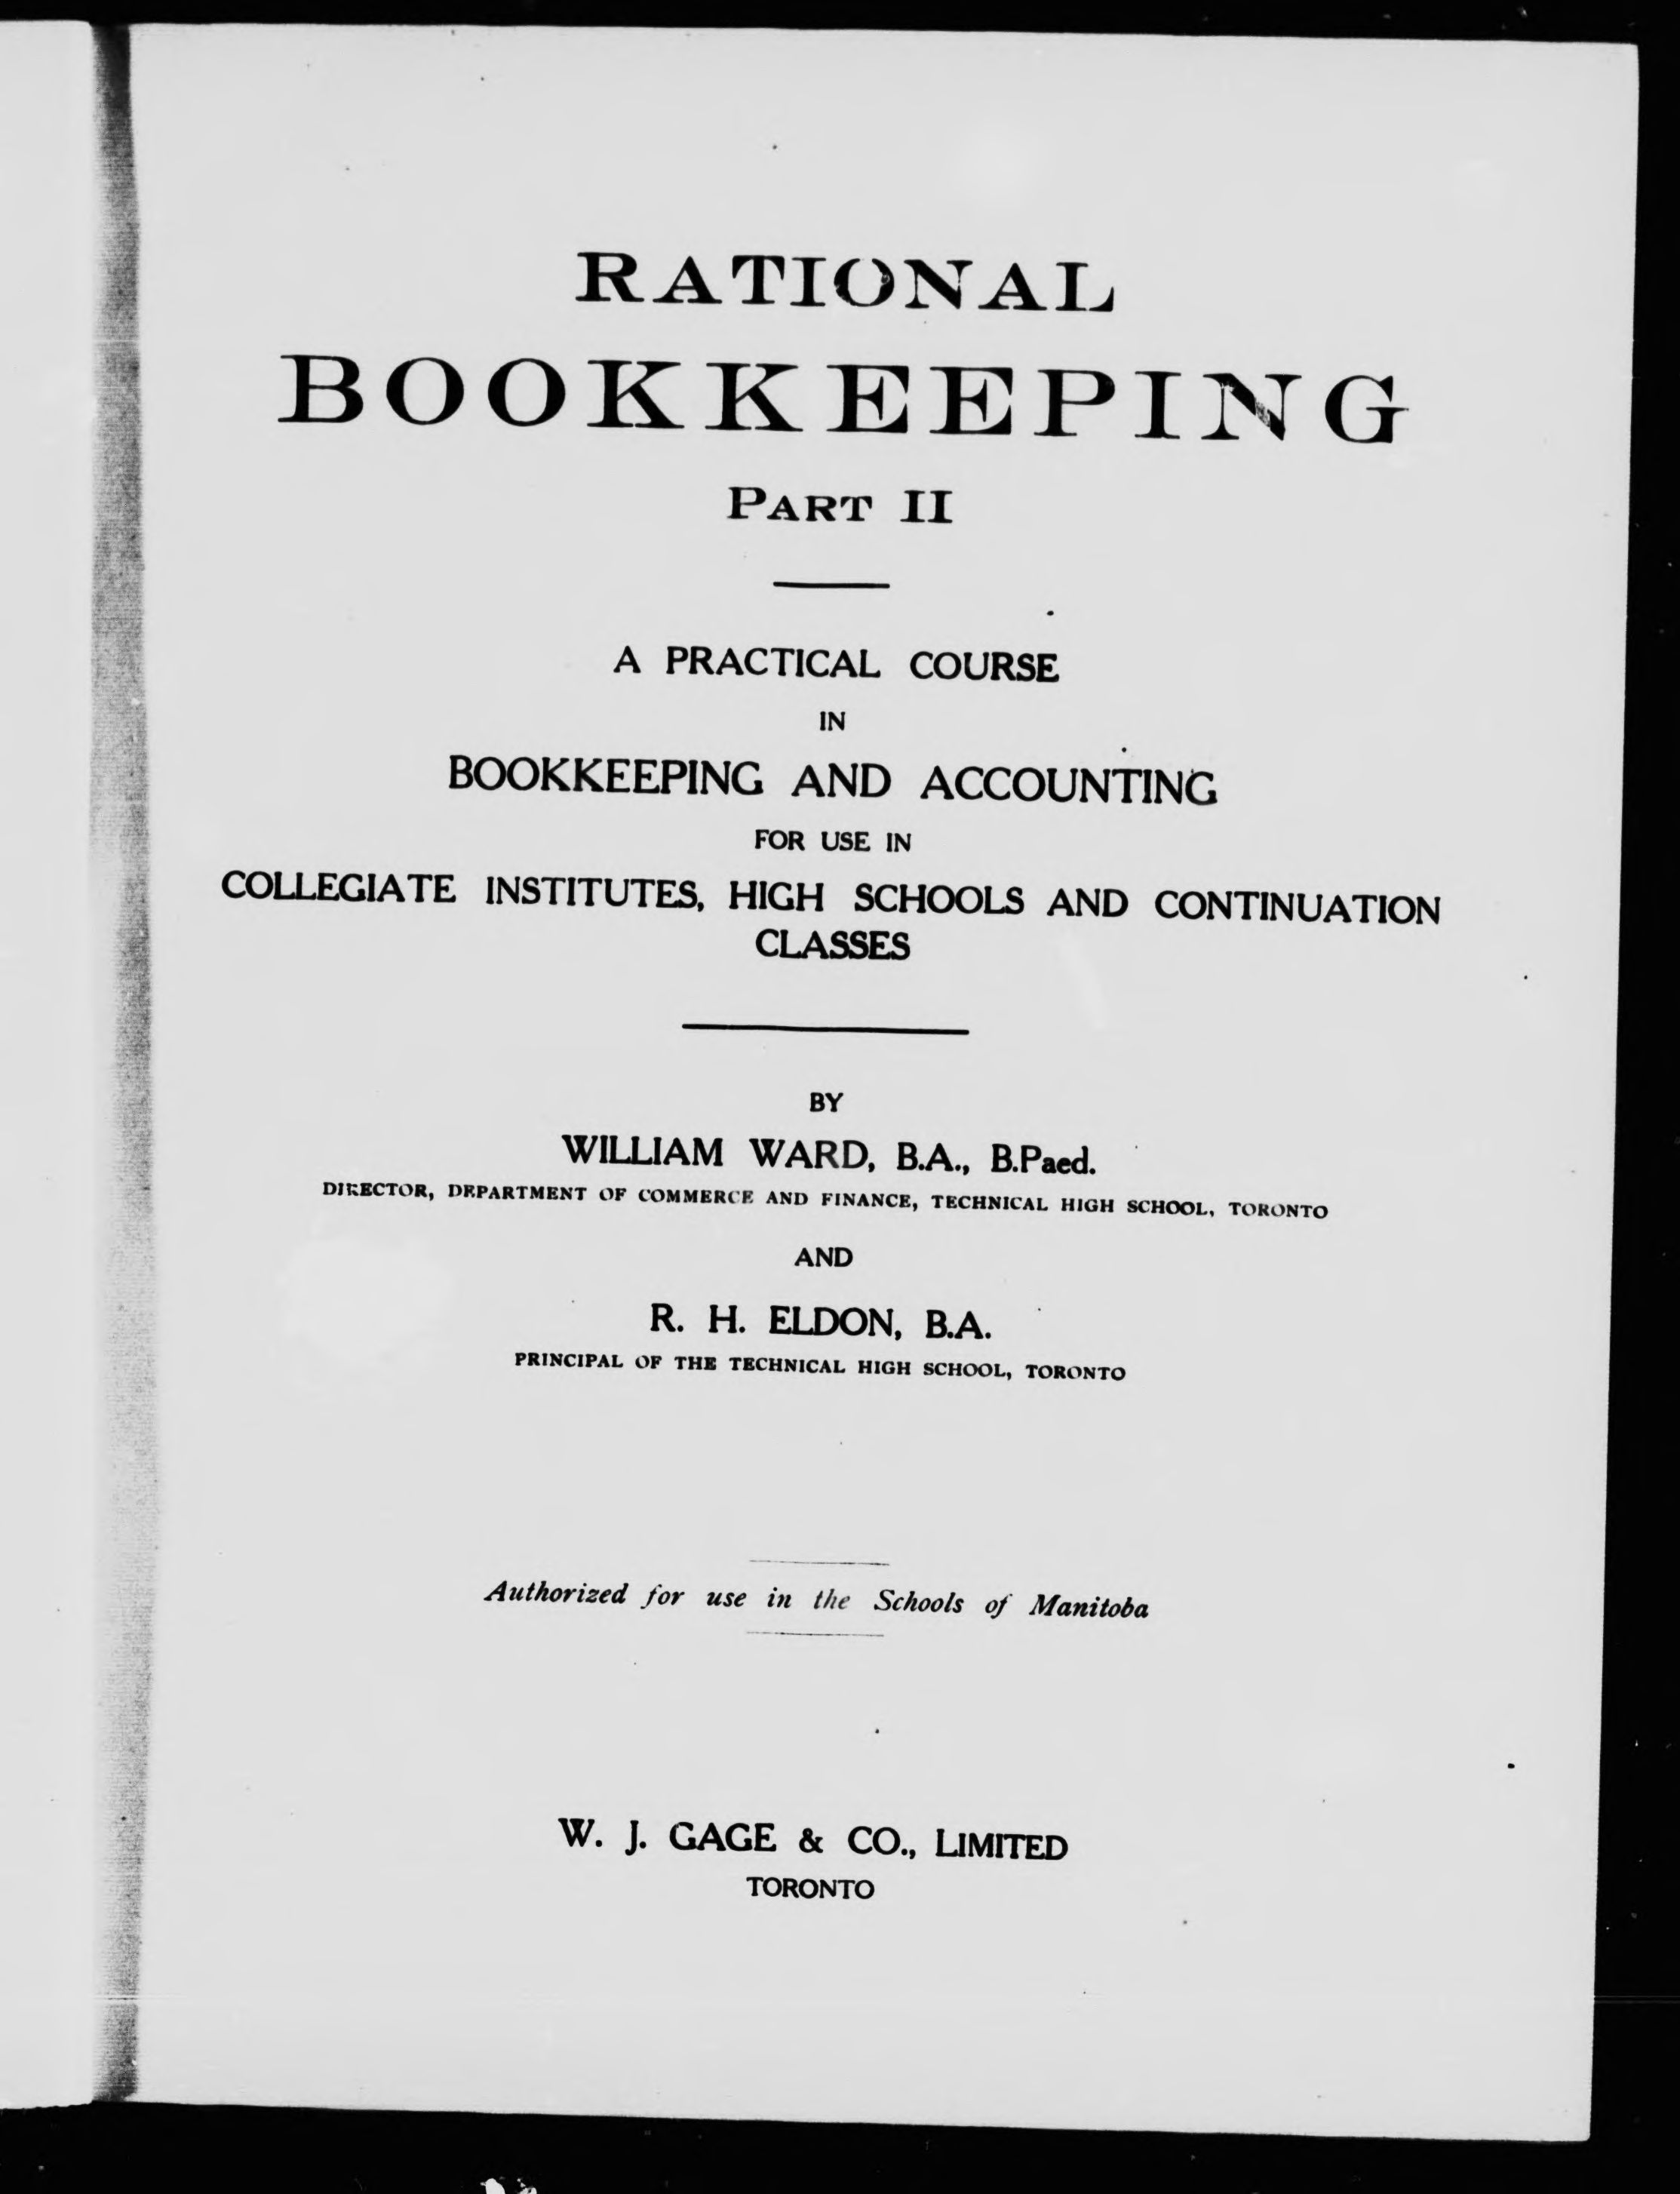 RATIONAL
BOOKKEEPING
PART II
A PRACTICAL COURSE
IN
BOOKKEEPING AND ACCOUNTING
FOR USE IN
COLLEGIATE INSTITUTES, HIGH SCHOOLS AND CONTINUATION
CLASSES
BY
WILLIAM WARD, B.A., B.Paed.
DIRECTOR, DEPARTMENT OF COMMERCE AND FINANCE, TECHNICAL HIGH SCHOOL, TORONTO
AND
R. H. ELDON, B.A.
PRINCIPAL OF THE TECHNICAL HIGH SCHOOL, TORONTO
Authorized for use in the Schools of Manitoba
W. J. GAGE & CO., LIMITED
TORONTO